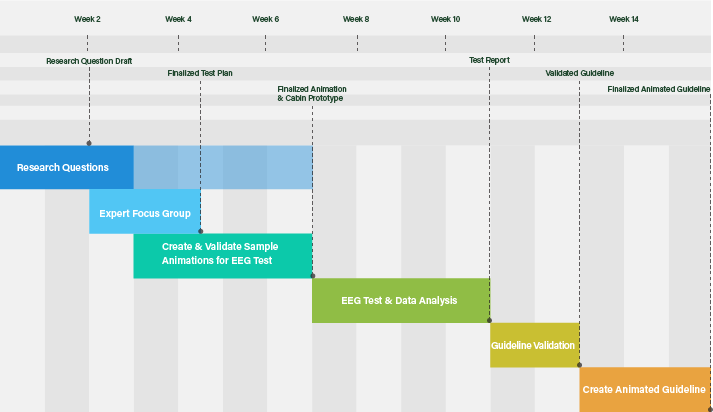 Week 2
Week 4
Week 6
Week 8
Week 10
Week 12
Week 14
Research Question Draft
Test Report
Finalized Test Plan
Validated Guideline
Finalized Animation
& Cabin Prototype
Finalized Animated Guideline
Research Questions
Expert Focus Group
Create & Validate Sample
Animations for EEG Test
EEG Test & Data Analysis
Guideline Validation
Create Animated Guideline